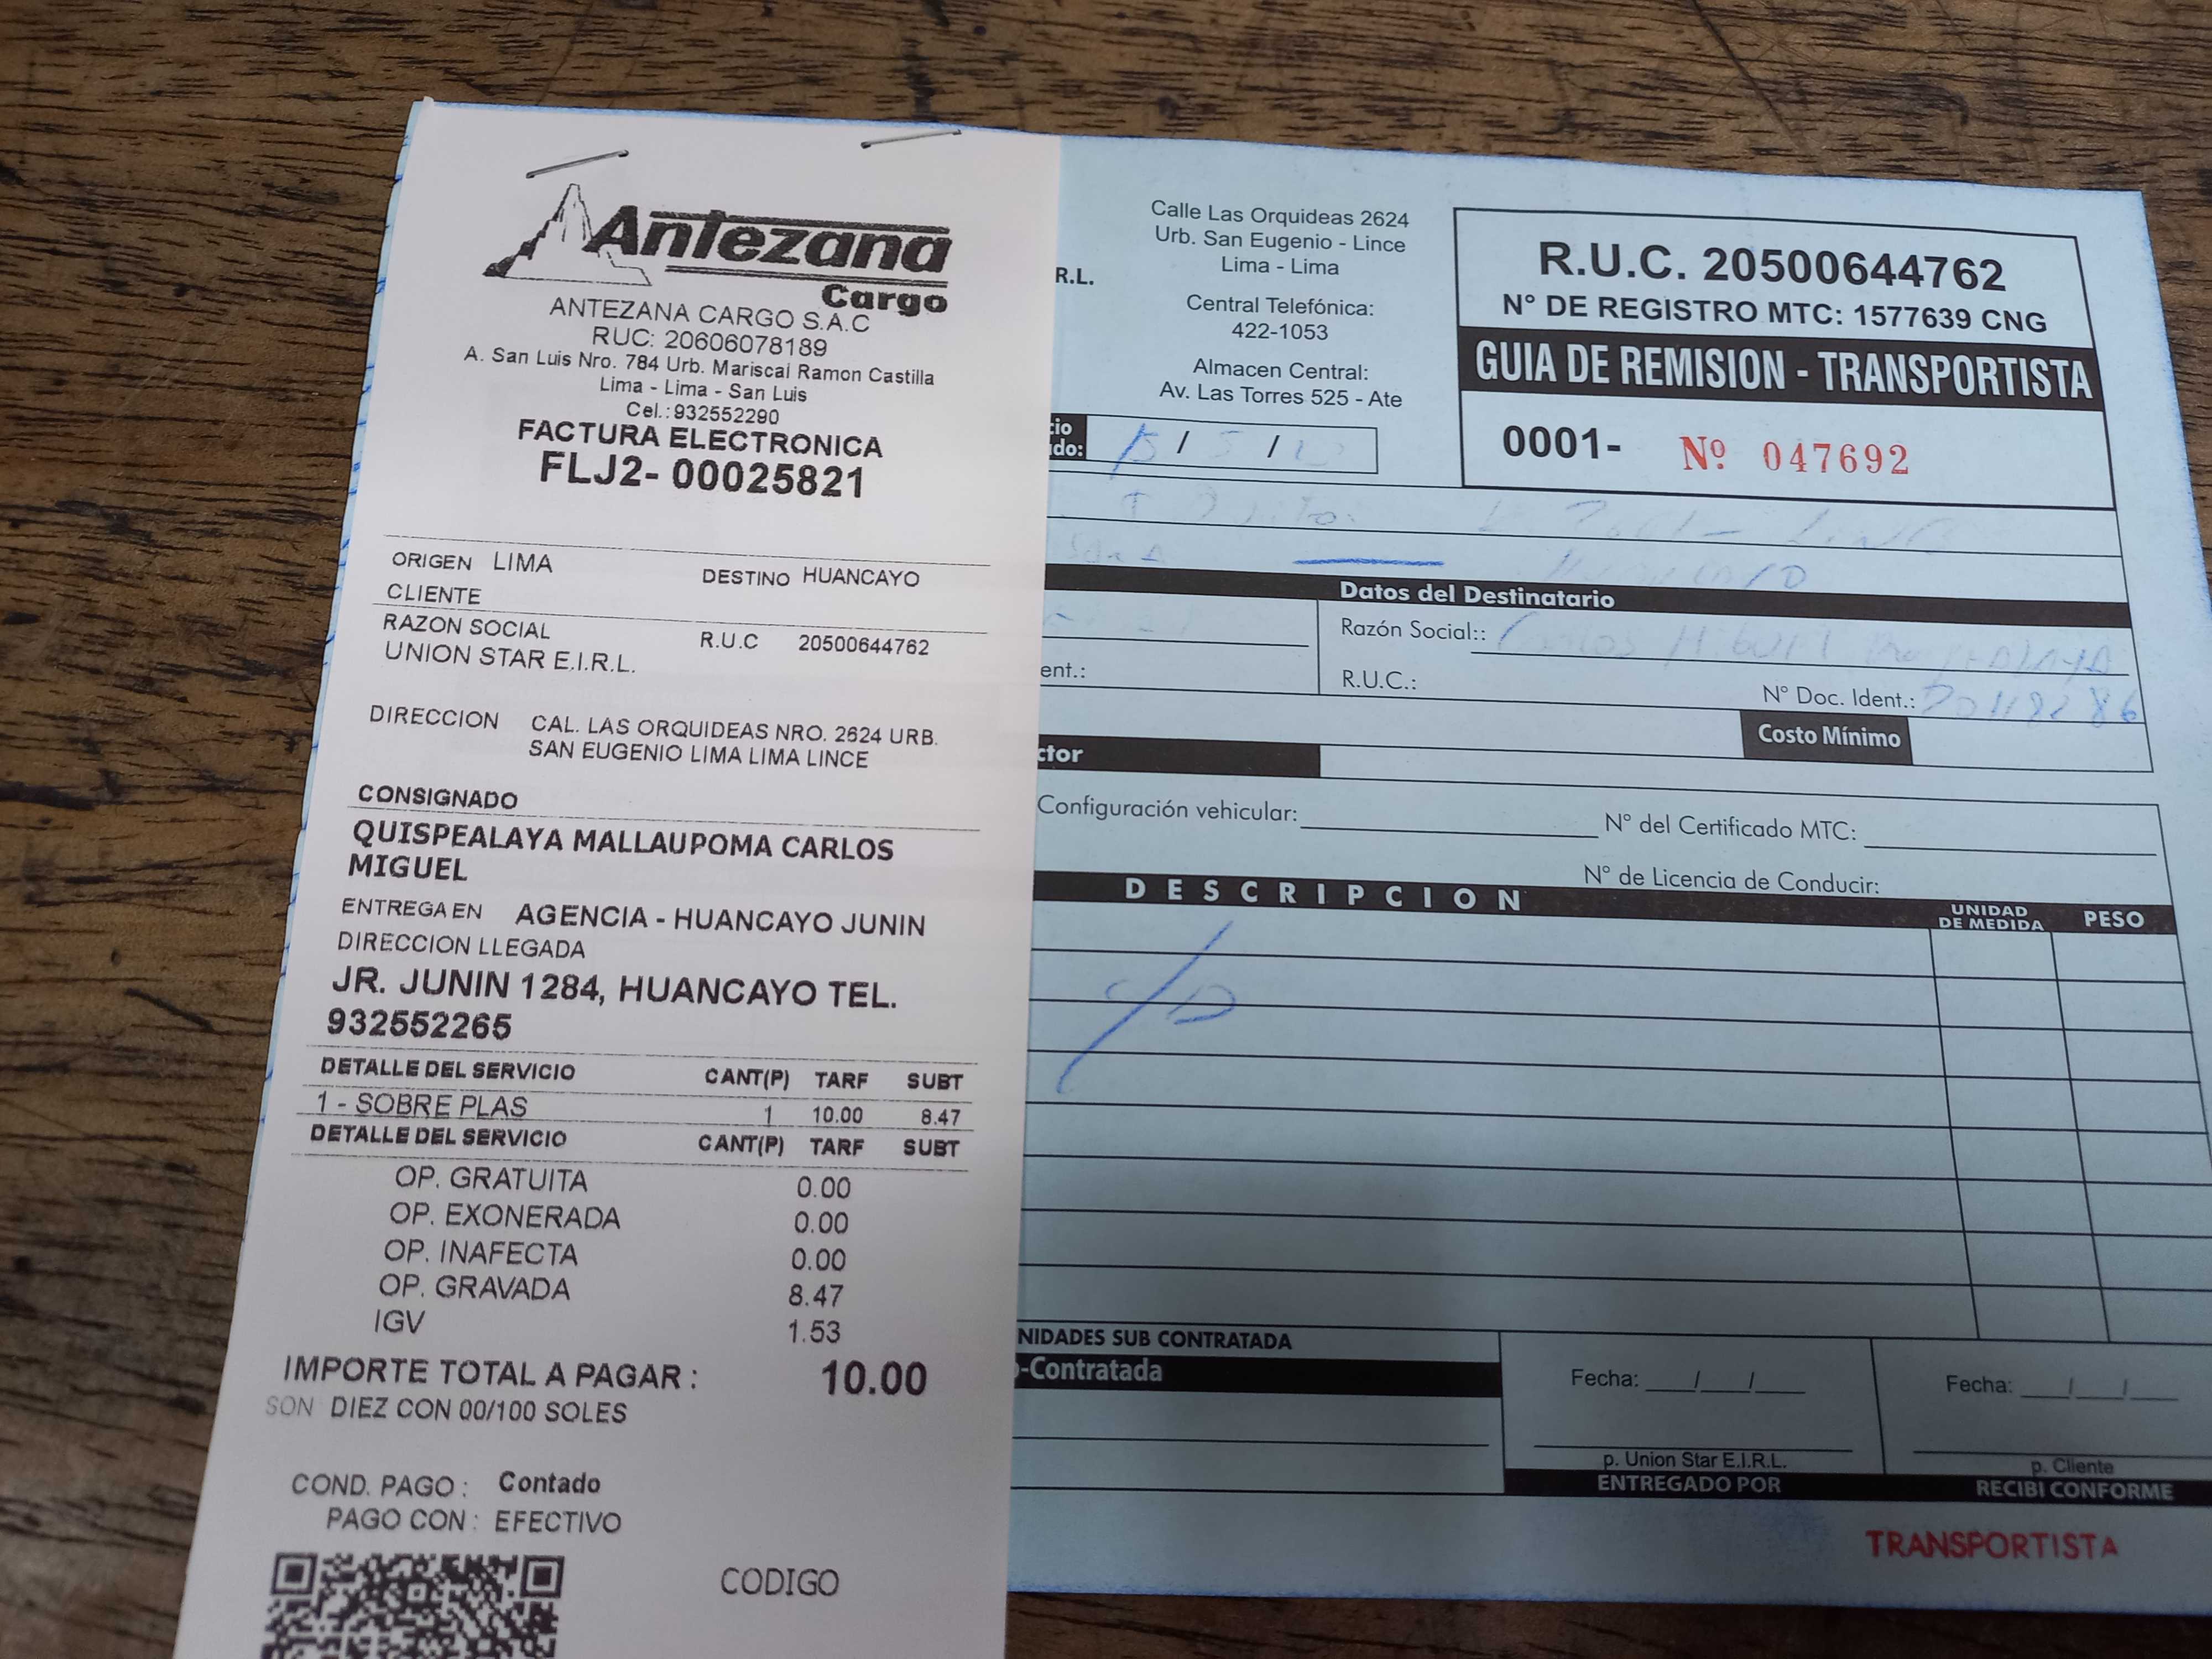 Antezana
Cargo
ANTEZANA CARGO S.A.C
RUC: 20606078189
A. San Luis Nro. 784 Urb. Mariscal Ramon Castilla
Lima - Lima - San Luis
Cel.:932552290
FACTURA ELECTRONICA
FLJ2- 00025821
ORIGEN LIMA DESTINO HUANCAYO
CLIENTE
RAZON SOCIAL R.U.C 20500644762
UNION STAR E.I.R.L.
DIRECCION CAL. LAS ORQUIDEAS NRO. 2624 URB.
SAN EUGENIO LIMA LIMA LINCE
CONSIGNADO
QUISPEALAYA MALLAUPOMA CARLOS
MIGUEL
ENTREGA EN AGENCIA - HUANCAYO JUNIN
DIRECCION LLEGADA
JR. JUNIN 1284, HUANCAYO TEL.
932552265
DETALLE DEL SERVICIO CANT(P) TARF SUBT
1 - SOBRE PLAS 1 10.00 8.47
DETALLE DEL SERVICIO CANT(P) TARF SUBT
OP. GRATUITA 0.00
OP. EXONERADA 0.00
OP. INAFECTA 0.00
OP. GRAVADA 8.47
IGV 1.53
IMPORTE TOTAL A PAGAR : 10.00
SON DIEZ CON 00/100 SOLES
COND. PAGO : Contado
PAGO CON : EFECTIVO
CODIGO
R.L.
Calle Las Orquideas 2624
Urb. San Eugenio - Lince
Lima - Lima
Central Telefónica:
422-1053
Almacen Central:
Av. Las Torres 525 - Ate
R.U.C. 20500644762
N° DE REGISTRO MTC: 1577639 CNG
GUIA DE REMISION - TRANSPORTISTA
0001- Nº 047692
cio
do: / /
Datos del Destinatario
Razón Social:: Carlos Miguel
ent.:
R.U.C.: N° Doc. Ident.:
Costo Mínimo
ctor
Configuración vehicular: N° del Certificado MTC:
N° de Licencia de Conducir:
DESCRIPCION UNIDAD DE MEDIDA PESO
NIDADES SUB CONTRATADA
-Contratada
Fecha: / /
Fecha: / /
p. Union Star E.I.R.L.
ENTREGADO POR
p. Cliente
RECIBI CONFORME
TRANSPORTISTA